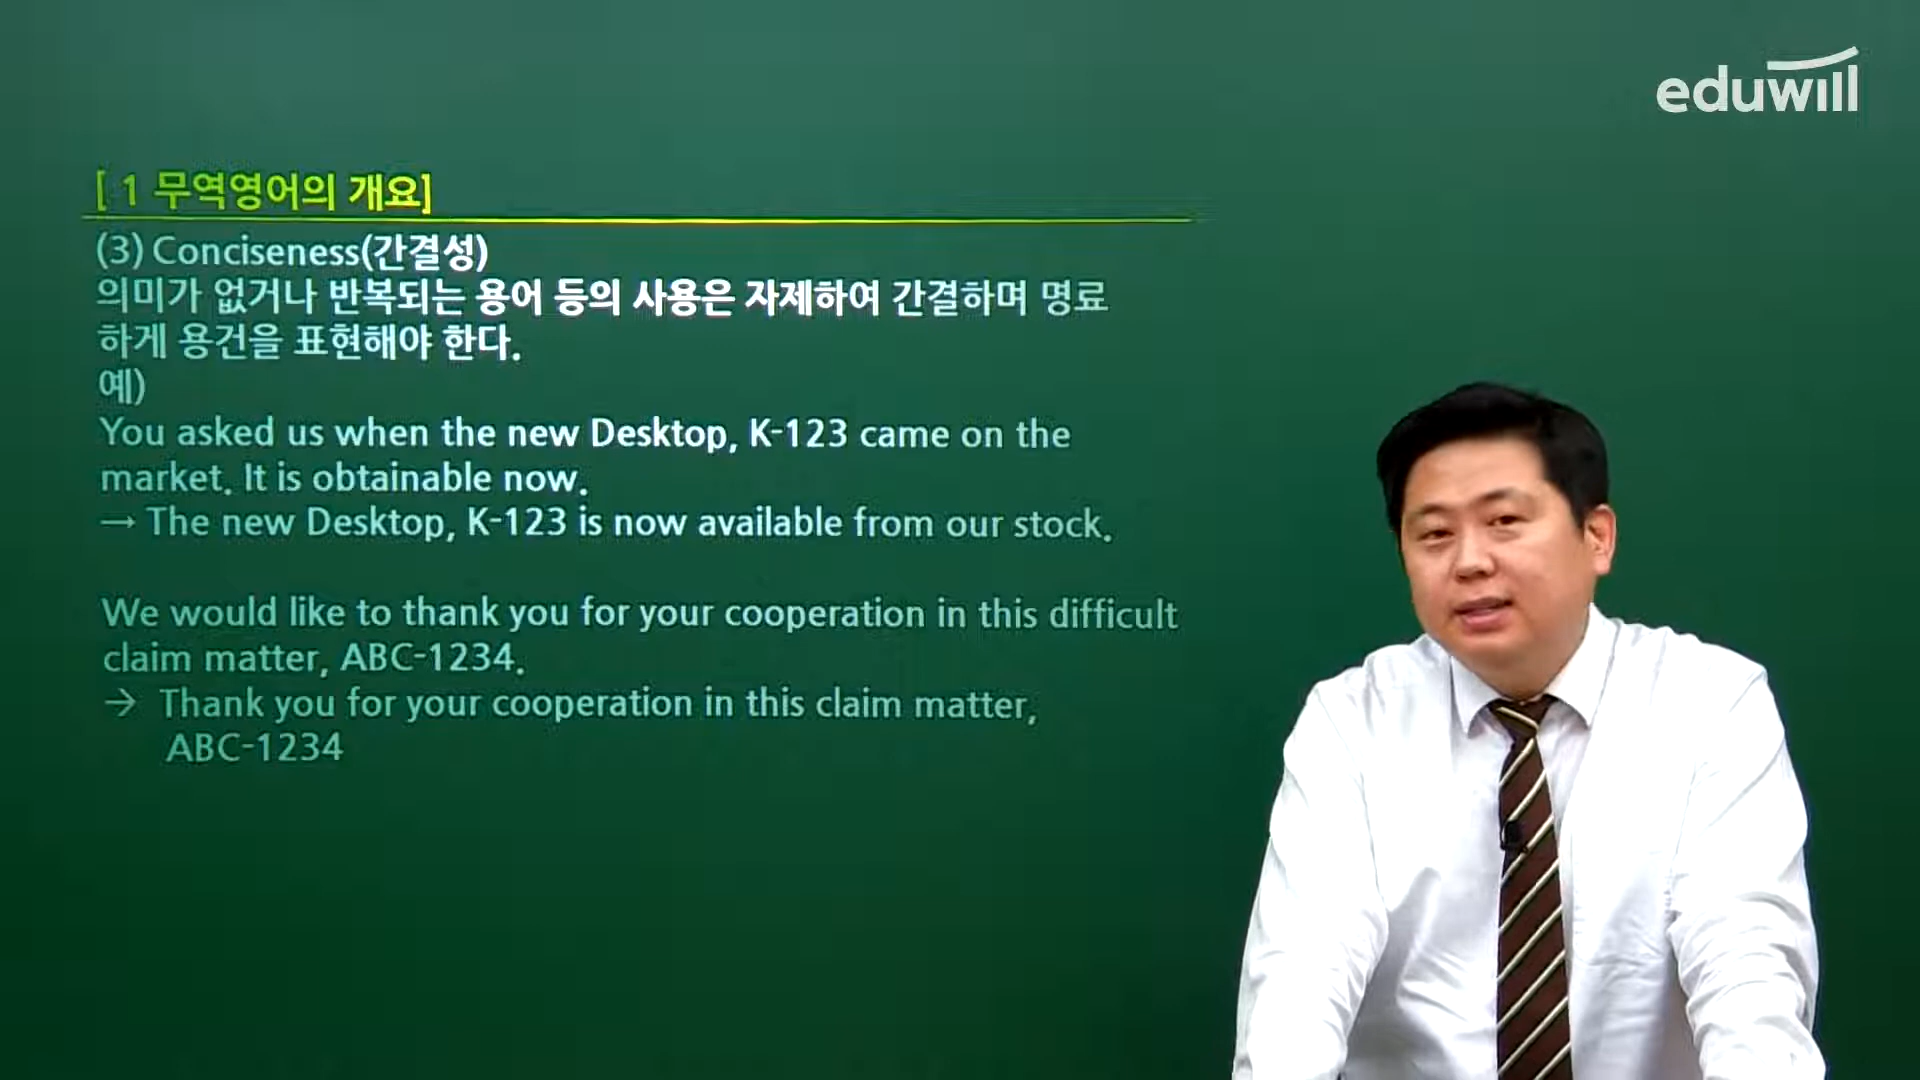 eduwill
[ 1 무역영어의 개요]
(3) Conciseness(간결성)
의미가 없거나 반복되는 용어 등의 사용은 자제하여 간결하며 명료
하게 용건을 표현해야 한다.
예)
You asked us when the new Desktop, K-123 came on the
market. It is obtainable now.
→ The new Desktop, K-123 is now available from our stock.
We would like to thank you for your cooperation in this difficult
claim matter, ABC-1234.
→ Thank you for your cooperation in this claim matter,
ABC-1234